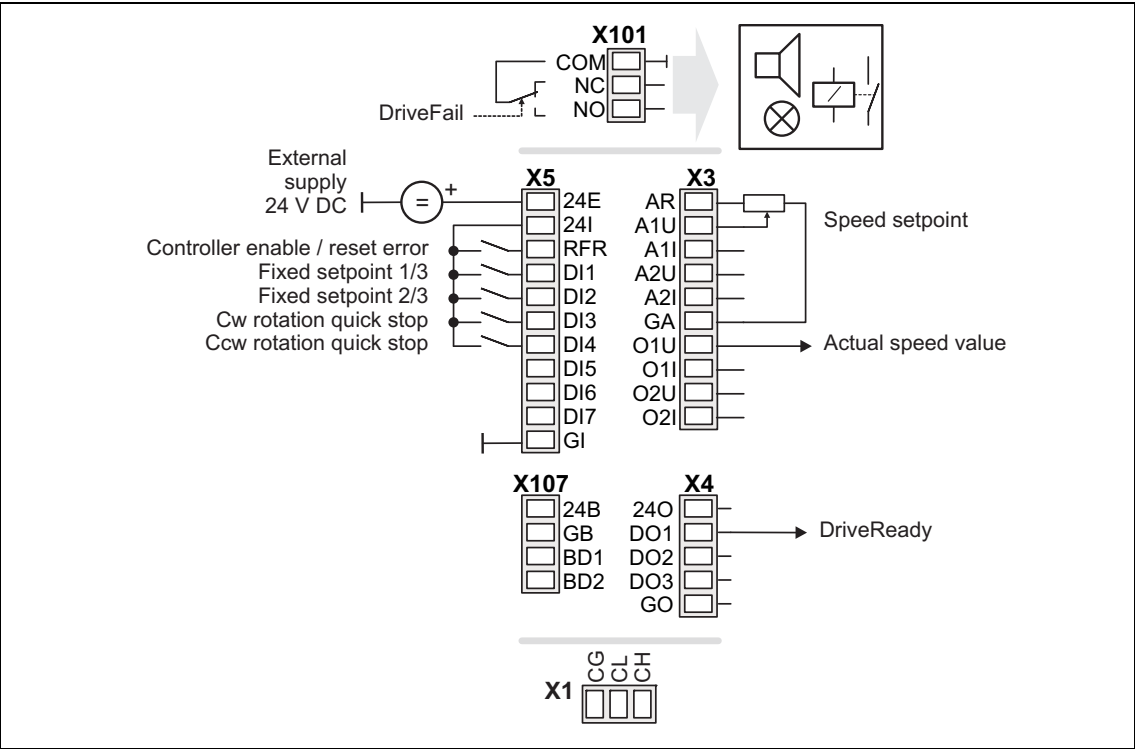 X101
COM
NC
NO
DriveFail
External
supply
24 V DC
=
+
X5
24E
24I
RFR
DI1
DI2
DI3
DI4
DI5
DI6
DI7
GI
Controller enable / reset error
Fixed setpoint 1/3
Fixed setpoint 2/3
Cw rotation quick stop
Ccw rotation quick stop
X3
AR
A1U
A1I
A2U
A2I
GA
O1U
O1I
O2U
O2I
Speed setpoint
Actual speed value
X107
24B
GB
BD1
BD2
X4
24O
DO1
DO2
DO3
GO
DriveReady
X1
CG
CL
CH